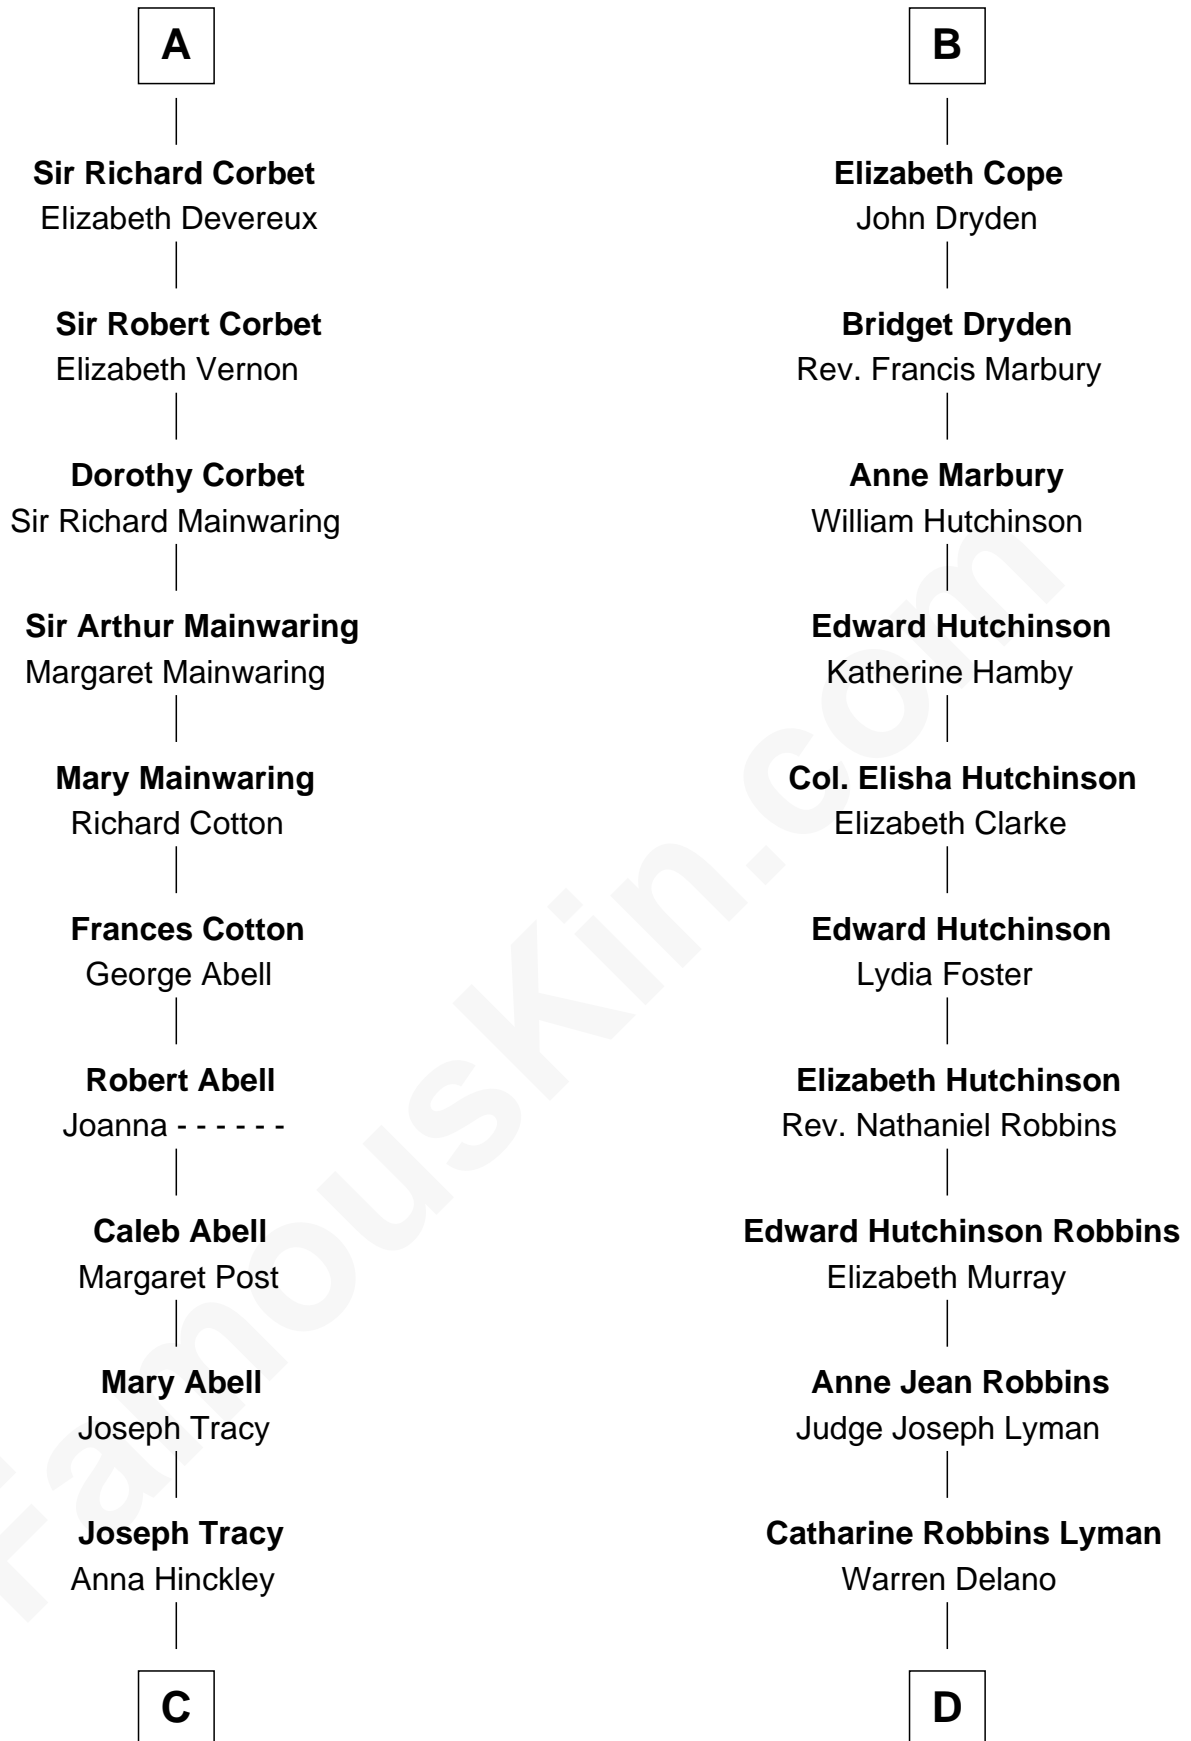 A
Sir Richard Corbet
Elizabeth Devereux
Sir Robert Corbet
Elizabeth Vernon
Dorothy Corbet
Sir Richard Mainwaring
Sir Arthur Mainwaring
Margaret Mainwaring
Mary Mainwaring
Richard Cotton
Frances Cotton
George Abell
Robert Abell
Joanna - - - - - -
Caleb Abell
Margaret Post
Mary Abell
Joseph Tracy
Joseph Tracy
Anna Hinckley
C
B
Elizabeth Cope
John Dryden
Bridget Dryden
Rev. Francis Marbury
Anne Marbury
William Hutchinson
Edward Hutchinson
Katherine Hamby
Col. Elisha Hutchinson
Elizabeth Clarke
Edward Hutchinson
Lydia Foster
Elizabeth Hutchinson
Rev. Nathaniel Robbins
Edward Hutchinson Robbins
Elizabeth Murray
Anne Jean Robbins
Judge Joseph Lyman
Catharine Robbins Lyman
Warren Delano
D
FamousKin.com